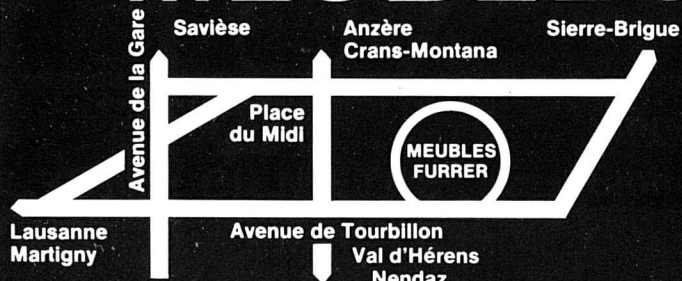 Savièse
Anzère
Crans-Montana
Sierre-Brigue
Avenue de la Gare
Place
du Midi
MEUBLES
FURRER
Lausanne
Martigny
Avenue de Tourbillon
Val d'Hérens
Nendaz